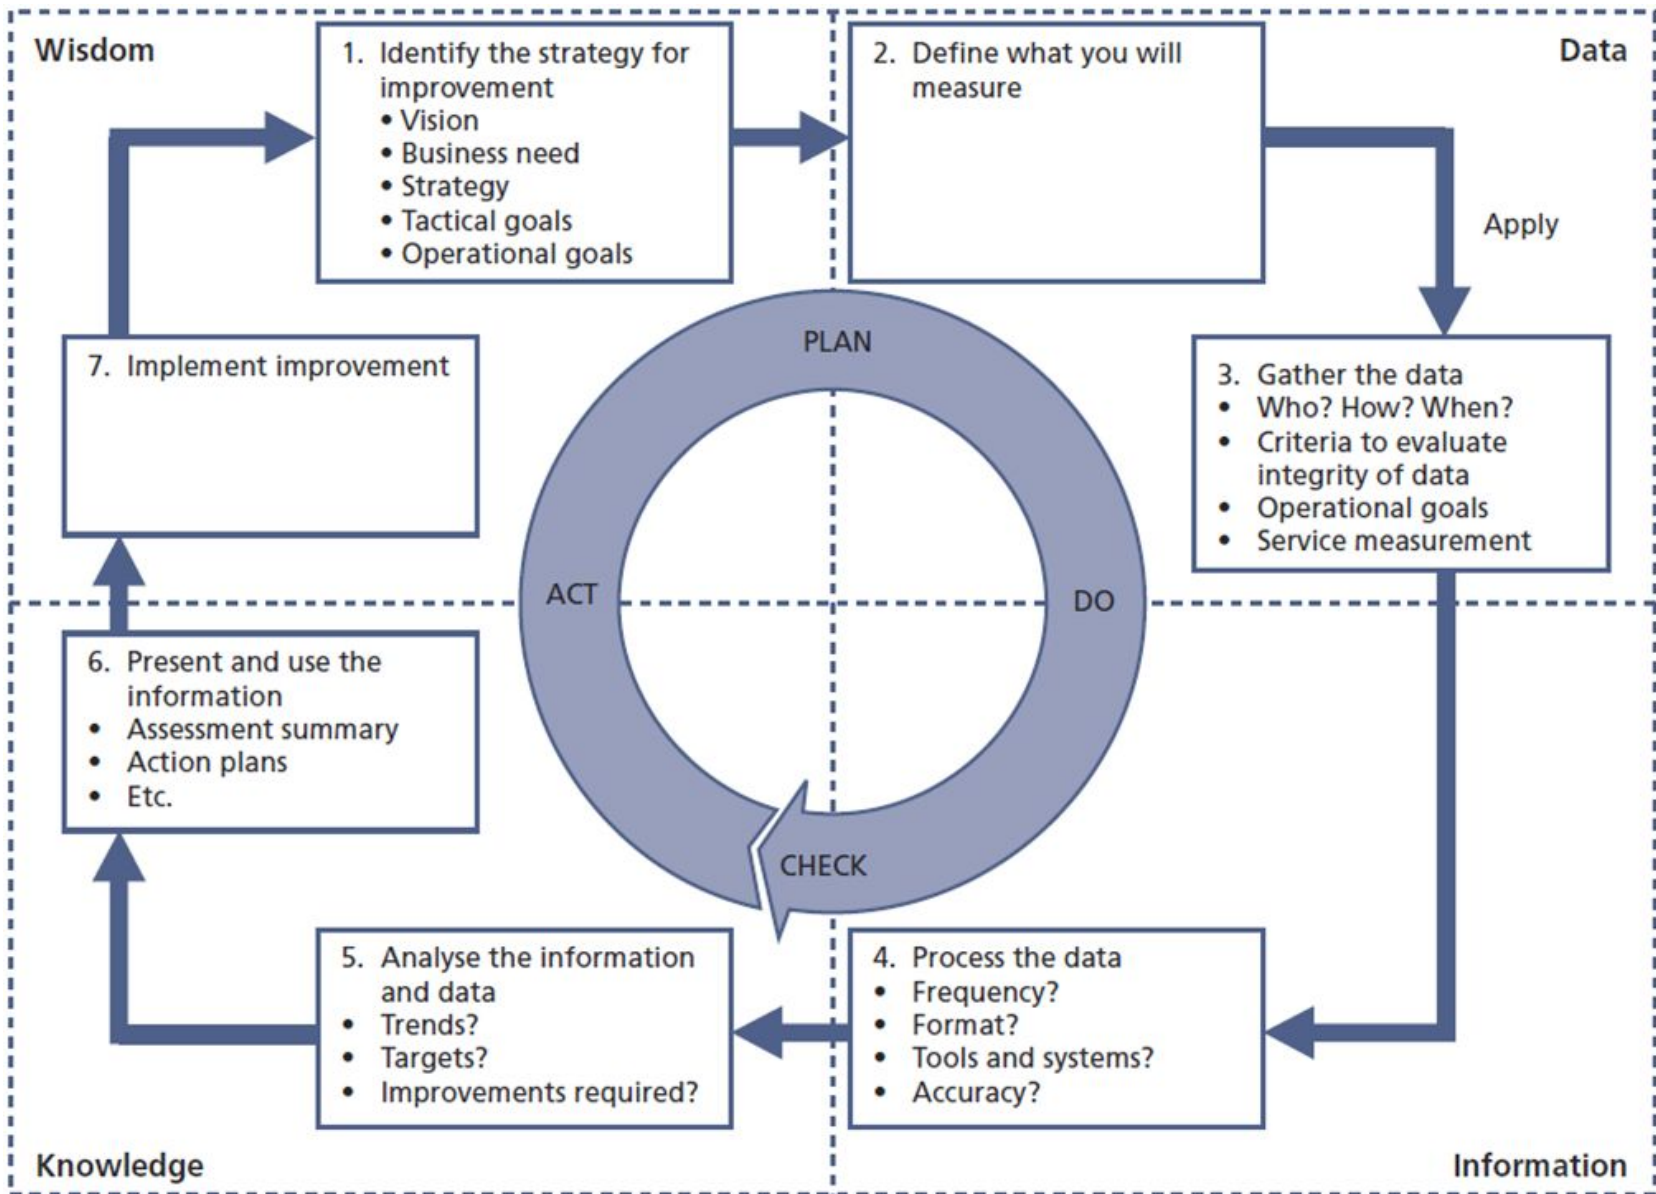 Wisdom
1. Identify the strategy for
improvement
• Vision
• Business need
• Strategy
• Tactical goals
• Operational goals
2. Define what you will
measure
Data
Apply
PLAN
7. Implement improvement
3. Gather the data
• Who? How? When?
• Criteria to evaluate
integrity of data
• Operational goals
• Service measurement
ACT
DO
6. Present and use the
information
• Assessment summary
• Action plans
• Etc.
CHECK
5. Analyse the information
and data
• Trends?
• Targets?
• Improvements required?
4. Process the data
• Frequency?
• Format?
• Tools and systems?
• Accuracy?
Knowledge
Information